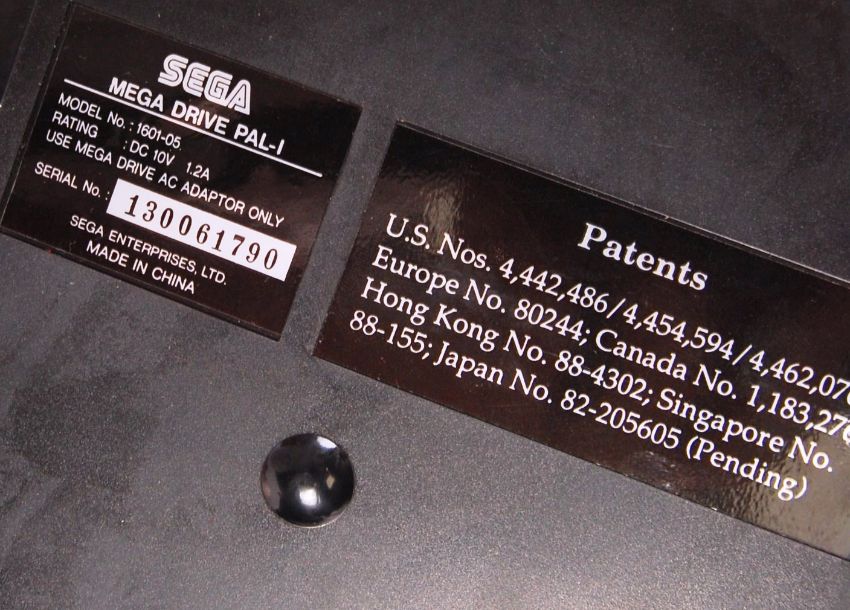 SEGA
MEGA DRIVE PAL-I
MODEL No. : 1601-05
RATING : DC 10V 1.2A
USE MEGA DRIVE AC ADAPTOR ONLY
SERIAL No. : 130061790
SEGA ENTERPRISES, LTD.
MADE IN CHINA
Patents
U.S. Nos. 4,442,486/4,454,594/4,462,076
Europe No. 80244; Canada No. 1,183,276
Hong Kong No. 88-4302; Singapore No.
88-155; Japan No. 82-205605 (Pending)